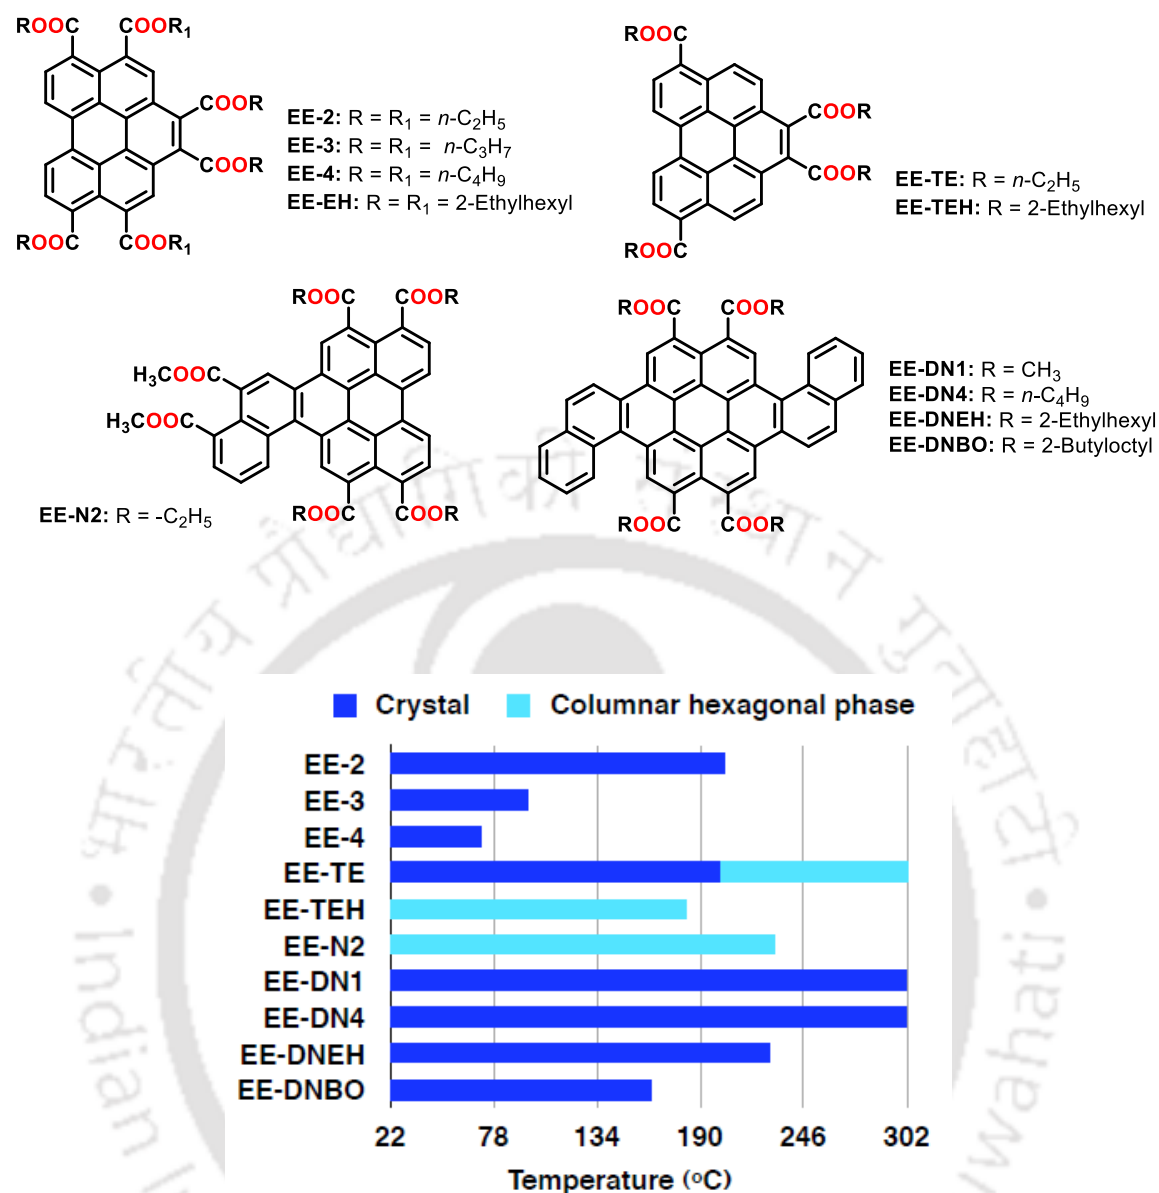 ROOC COOR₁ ROOC
COOR COOR
EE-2: R = R₁ = n-C₂H₅
EE-3: R = R₁ = n-C₃H₇
COOR COOR
EE-4: R = R₁ = n-C₄H₉
EE-TE: R = n-C₂H₅
EE-EH: R = R₁ = 2-Ethylhexyl
EE-TEH: R = 2-Ethylhexyl
ROOC COOR₁ ROOC
ROOC COOR ROOC COOR
H₃COOC
EE-DN1: R = CH₃
EE-DN4: R = n-C₄H₉
H₃COOC
EE-DNEH: R = 2-Ethylhexyl
EE-DNBO: R = 2-Butyloctyl
EE-N2: R = -C₂H₅
ROOC COOR ROOC COOR
भारतीय प्रौद्योगिकी संस्थान गुवाहाटी
Crystal Columnar hexagonal phase
EE-2
EE-3
EE-4
EE-TE
EE-TEH
EE-N2
EE-DN1
EE-DN4
EE-DNEH
EE-DNBO
22 78 134 190 246 302
Temperature (ᵒC)
Indian I
wahati